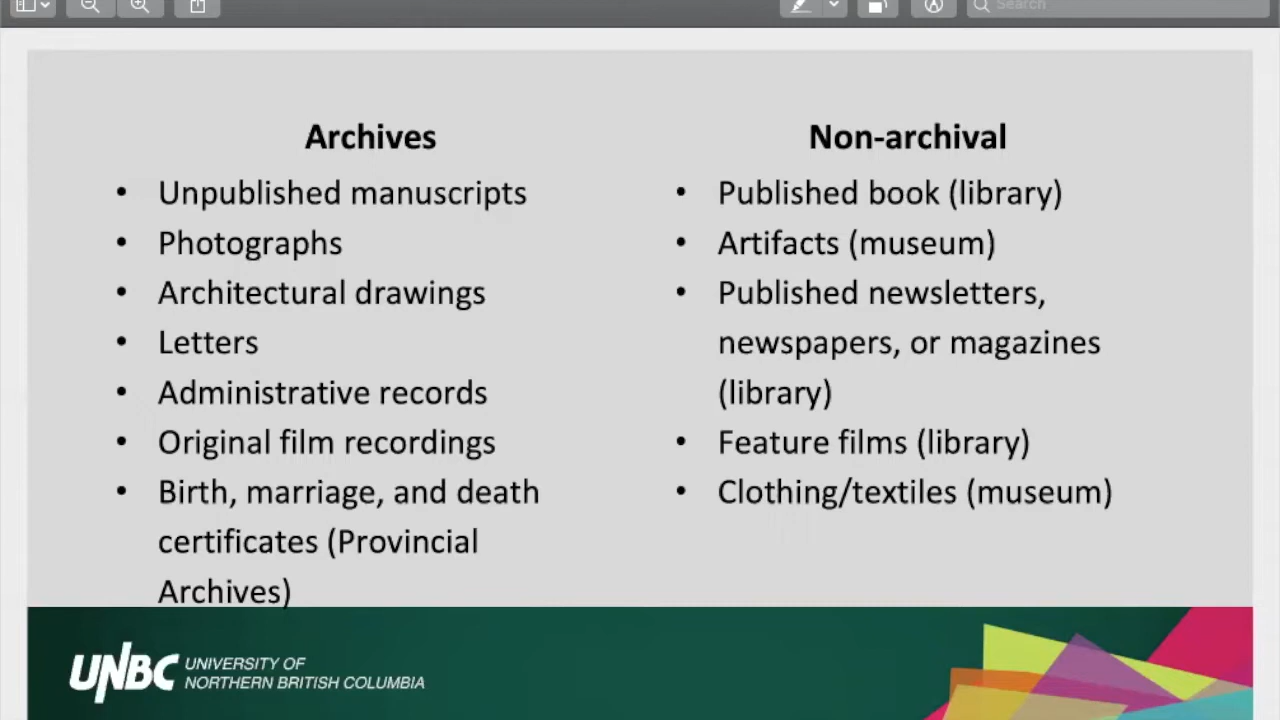 Search
Archives
• Unpublished manuscripts
• Photographs
• Architectural drawings
• Letters
• Administrative records
• Original film recordings
• Birth, marriage, and death
certificates (Provincial
Archives)
Non-archival
• Published book (library)
• Artifacts (museum)
• Published newsletters,
newspapers, or magazines
(library)
• Feature films (library)
• Clothing/textiles (museum)
UNBC
UNIVERSITY OF
NORTHERN BRITISH COLUMBIA